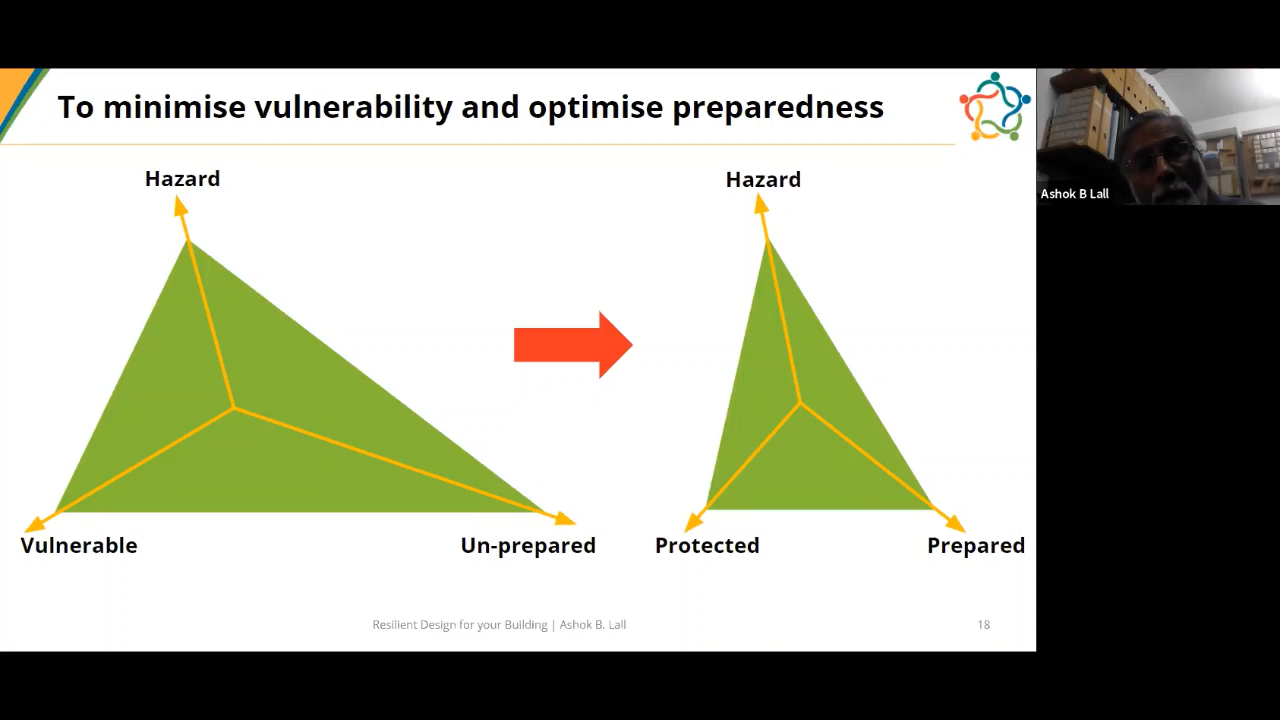 To minimise vulnerability and optimise preparedness
Hazard
Hazard
Ashok B Lall
Vulnerable
Un-prepared
Protected
Prepared
Resilient Design for your Building | Ashok B. Lall
18